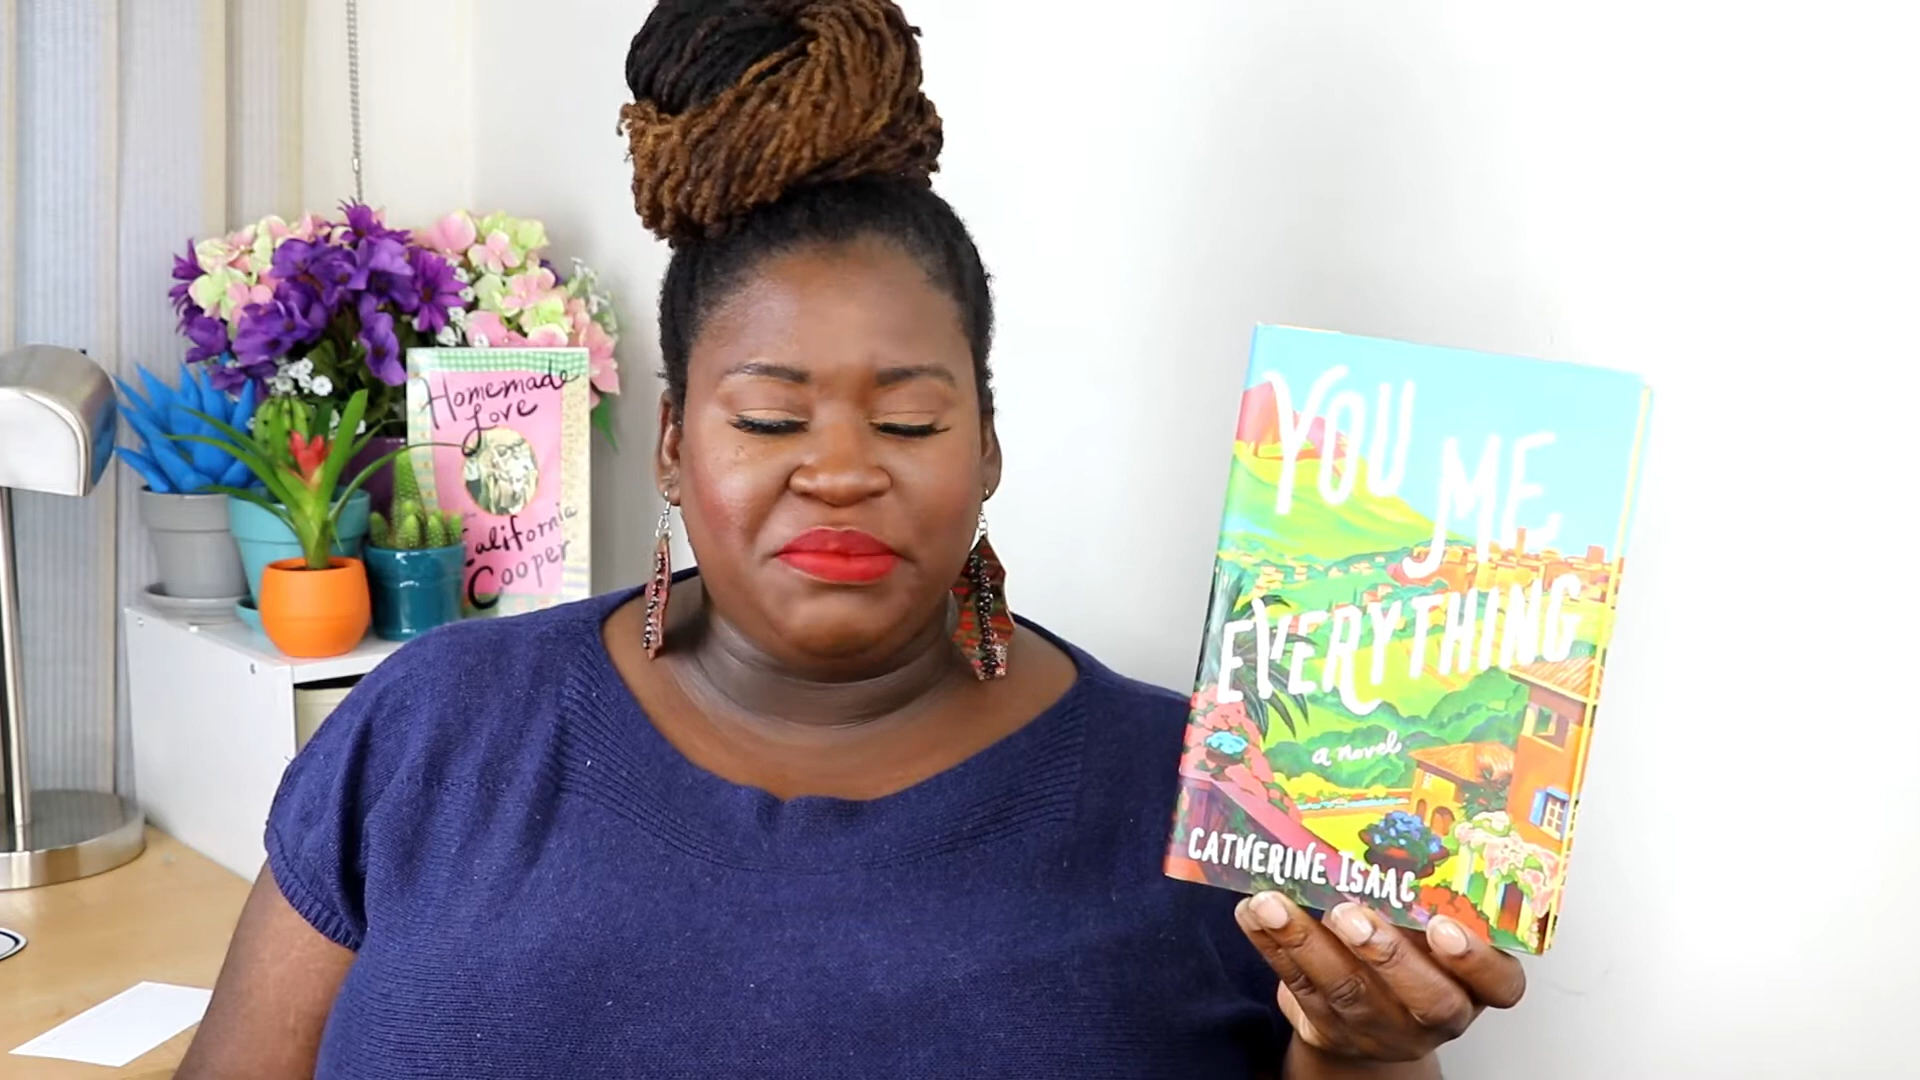 Homemade
Love
California
Cooper
YOU
ME
EVERYTHING
a novel
CATHERINE ISAAC